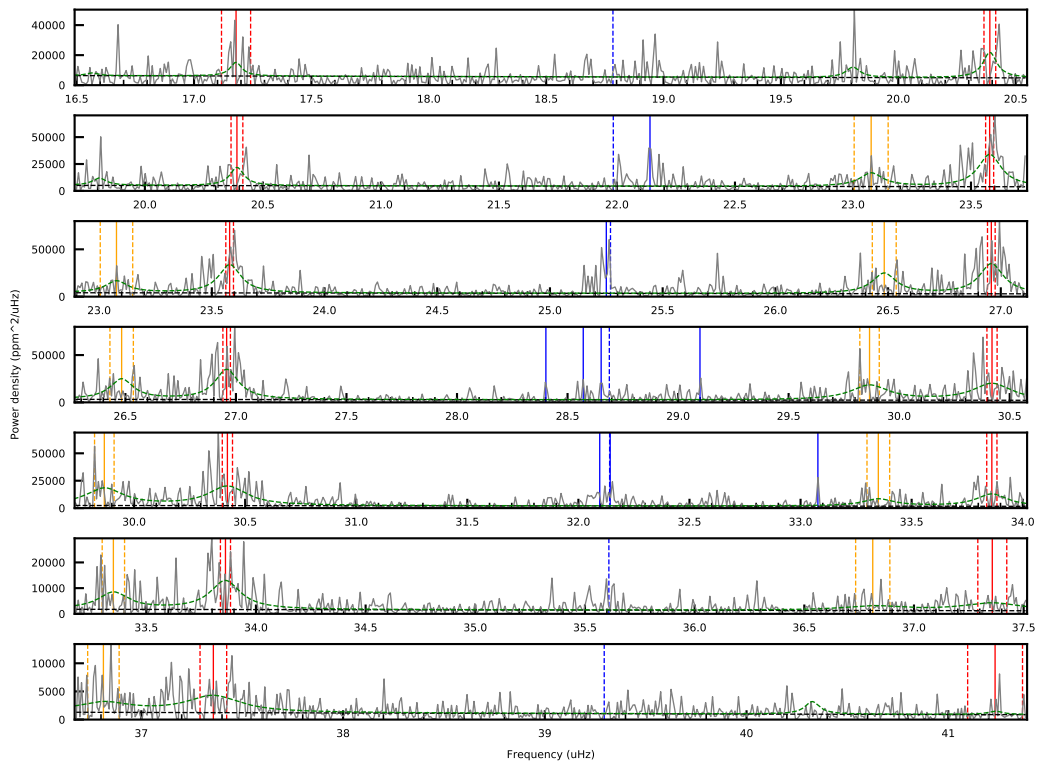 40000
20000
0
16.5 17.0 17.5 18.0 18.5 19.0 19.5 20.0 20.5
50000
25000
0
20.0 20.5 21.0 21.5 22.0 22.5 23.0 23.5
50000
0
23.0 23.5 24.0 24.5 25.0 25.5 26.0 26.5 27.0
50000
0
26.5 27.0 27.5 28.0 28.5 29.0 29.5 30.0 30.5
Power density (ppm^2/uHz)
50000
25000
0
30.0 30.5 31.0 31.5 32.0 32.5 33.0 33.5 34.0
20000
10000
0
33.5 34.0 34.5 35.0 35.5 36.0 36.5 37.0 37.5
10000
5000
0
37 38 39 40 41
Frequency (uHz)